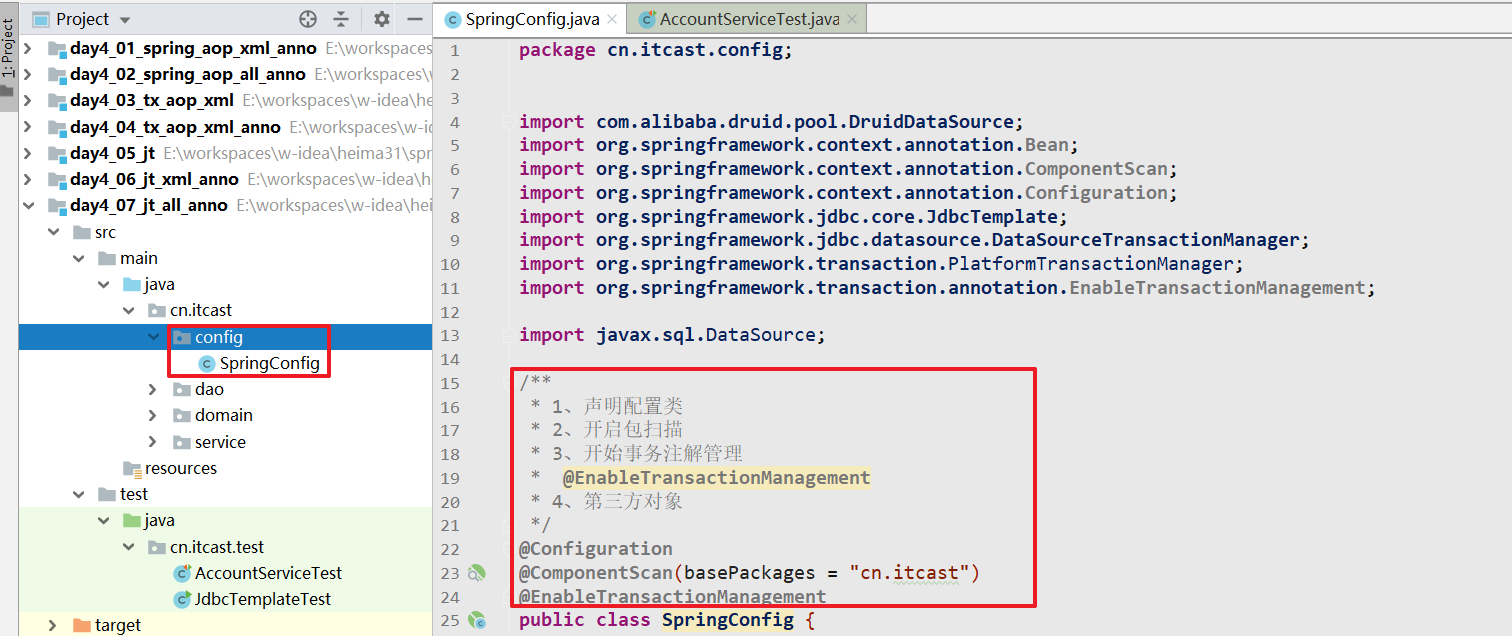 1: Project
Project
day4_01_spring_aop_xml_anno E:\workspaces
day4_02_spring_aop_all_anno E:\workspaces\
day4_03_tx_aop_xml E:\workspaces\w-idea\he
day4_04_tx_aop_xml_anno E:\workspaces\w-id
day4_05_jt E:\workspaces\w-idea\heima31\spr
day4_06_jt_xml_anno E:\workspaces\w-idea\h
day4_07_jt_all_anno E:\workspaces\w-idea\hei
src
main
java
cn.itcast
config
SpringConfig
dao
domain
service
resources
test
java
cn.itcast.test
AccountServiceTest
JdbcTemplateTest
target
SpringConfig.java
AccountServiceTest.java
1 package cn.itcast.config;
2
3
4 import com.alibaba.druid.pool.DruidDataSource;
5 import org.springframework.context.annotation.Bean;
6 import org.springframework.context.annotation.ComponentScan;
7 import org.springframework.context.annotation.Configuration;
8 import org.springframework.jdbc.core.JdbcTemplate;
9 import org.springframework.jdbc.datasource.DataSourceTransactionManager;
10 import org.springframework.transaction.PlatformTransactionManager;
11 import org.springframework.transaction.annotation.EnableTransactionManagement;
12
13 import javax.sql.DataSource;
14
15 /**
16 * 1、声明配置类
17 * 2、开启包扫描
18 * 3、开始事务注解管理
19 * @EnableTransactionManagement
20 * 4、第三方对象
21 */
22 @Configuration
23 @ComponentScan(basePackages = "cn.itcast")
24 @EnableTransactionManagement
25 public class SpringConfig {